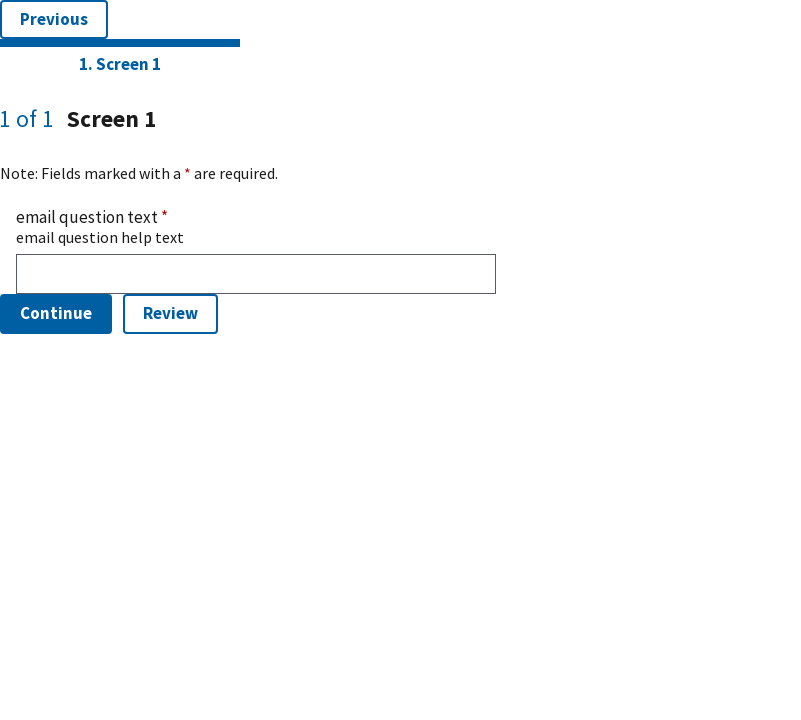 Previous
1. Screen 1
1 of 1 Screen 1
Note: Fields marked with a * are required.
email question text *
email question help text
Continue Review